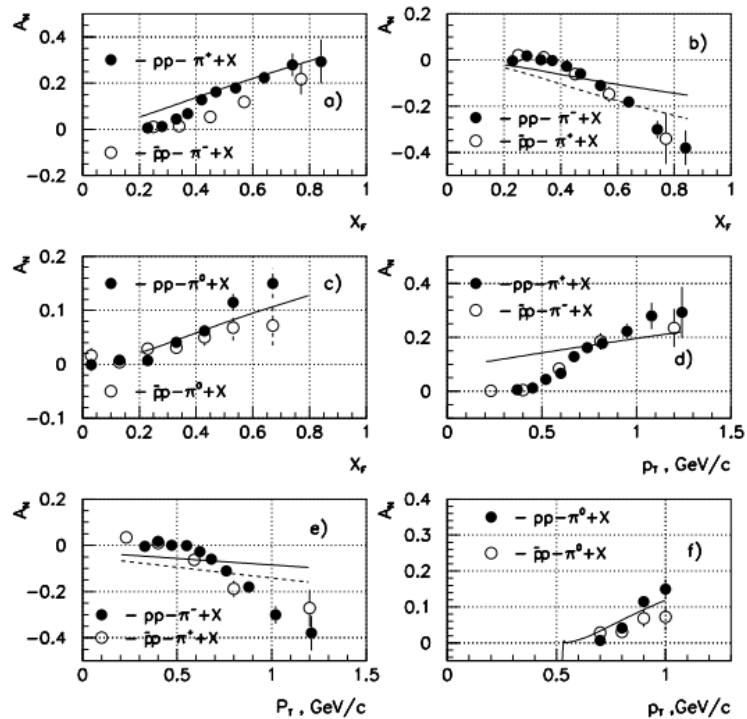 A_N
0.4
– pp – π⁺+X
0.2
a)
0
– p̄p – π⁻+X
-0.2
0 0.2 0.4 0.6 0.8 1
X_F
A_N
0.2
b)
0
-0.2
– pp – π⁻+X
– p̄p – π⁺+X
-0.4
0 0.2 0.4 0.6 0.8 1
X_F
A_N
0.2
– pp – π⁰+X
c)
0.1
0
– p̄p – π⁰+X
-0.1
0 0.2 0.4 0.6 0.8 1
X_F
A_N
0.4
– pp – π⁺+X
– p̄p – π⁻+X
0.2
d)
0
0 0.5 1 1.5
p_T , GeV/c
A_N
0.2
e)
0
-0.2
– pp – π⁻+X
– p̄p – π⁺+X
-0.4
0 0.5 1 1.5
P_T , GeV/c
A_N
0.4
– pp – π⁰+X
f)
0.3
– p̄p – π⁰+X
0.2
0.1
0
0 0.5 1
p_T , GeV/c